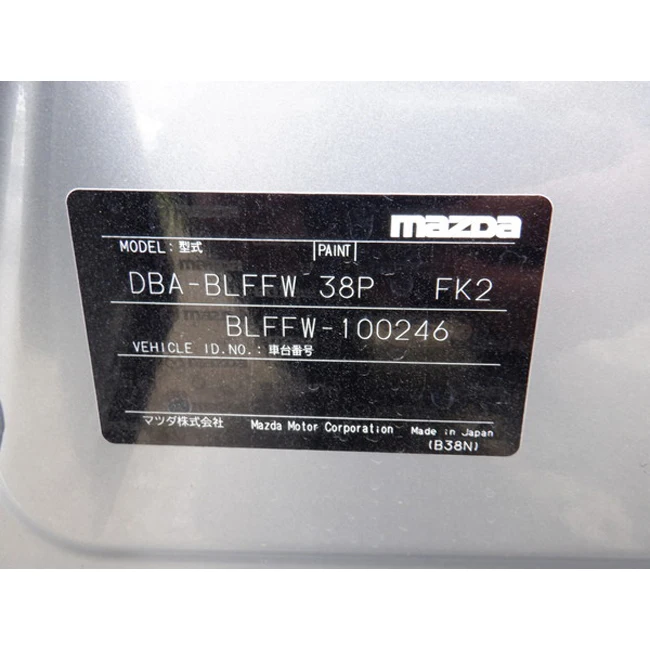 mazda
MODEL: 型式 PAINT
DBA-BLFFW 38P FK2
BLFFW-100246
VEHICLE ID.NO.: 車台番号
マツダ株式会社 Mazda Motor Corporation Made in Japan
(B38N)